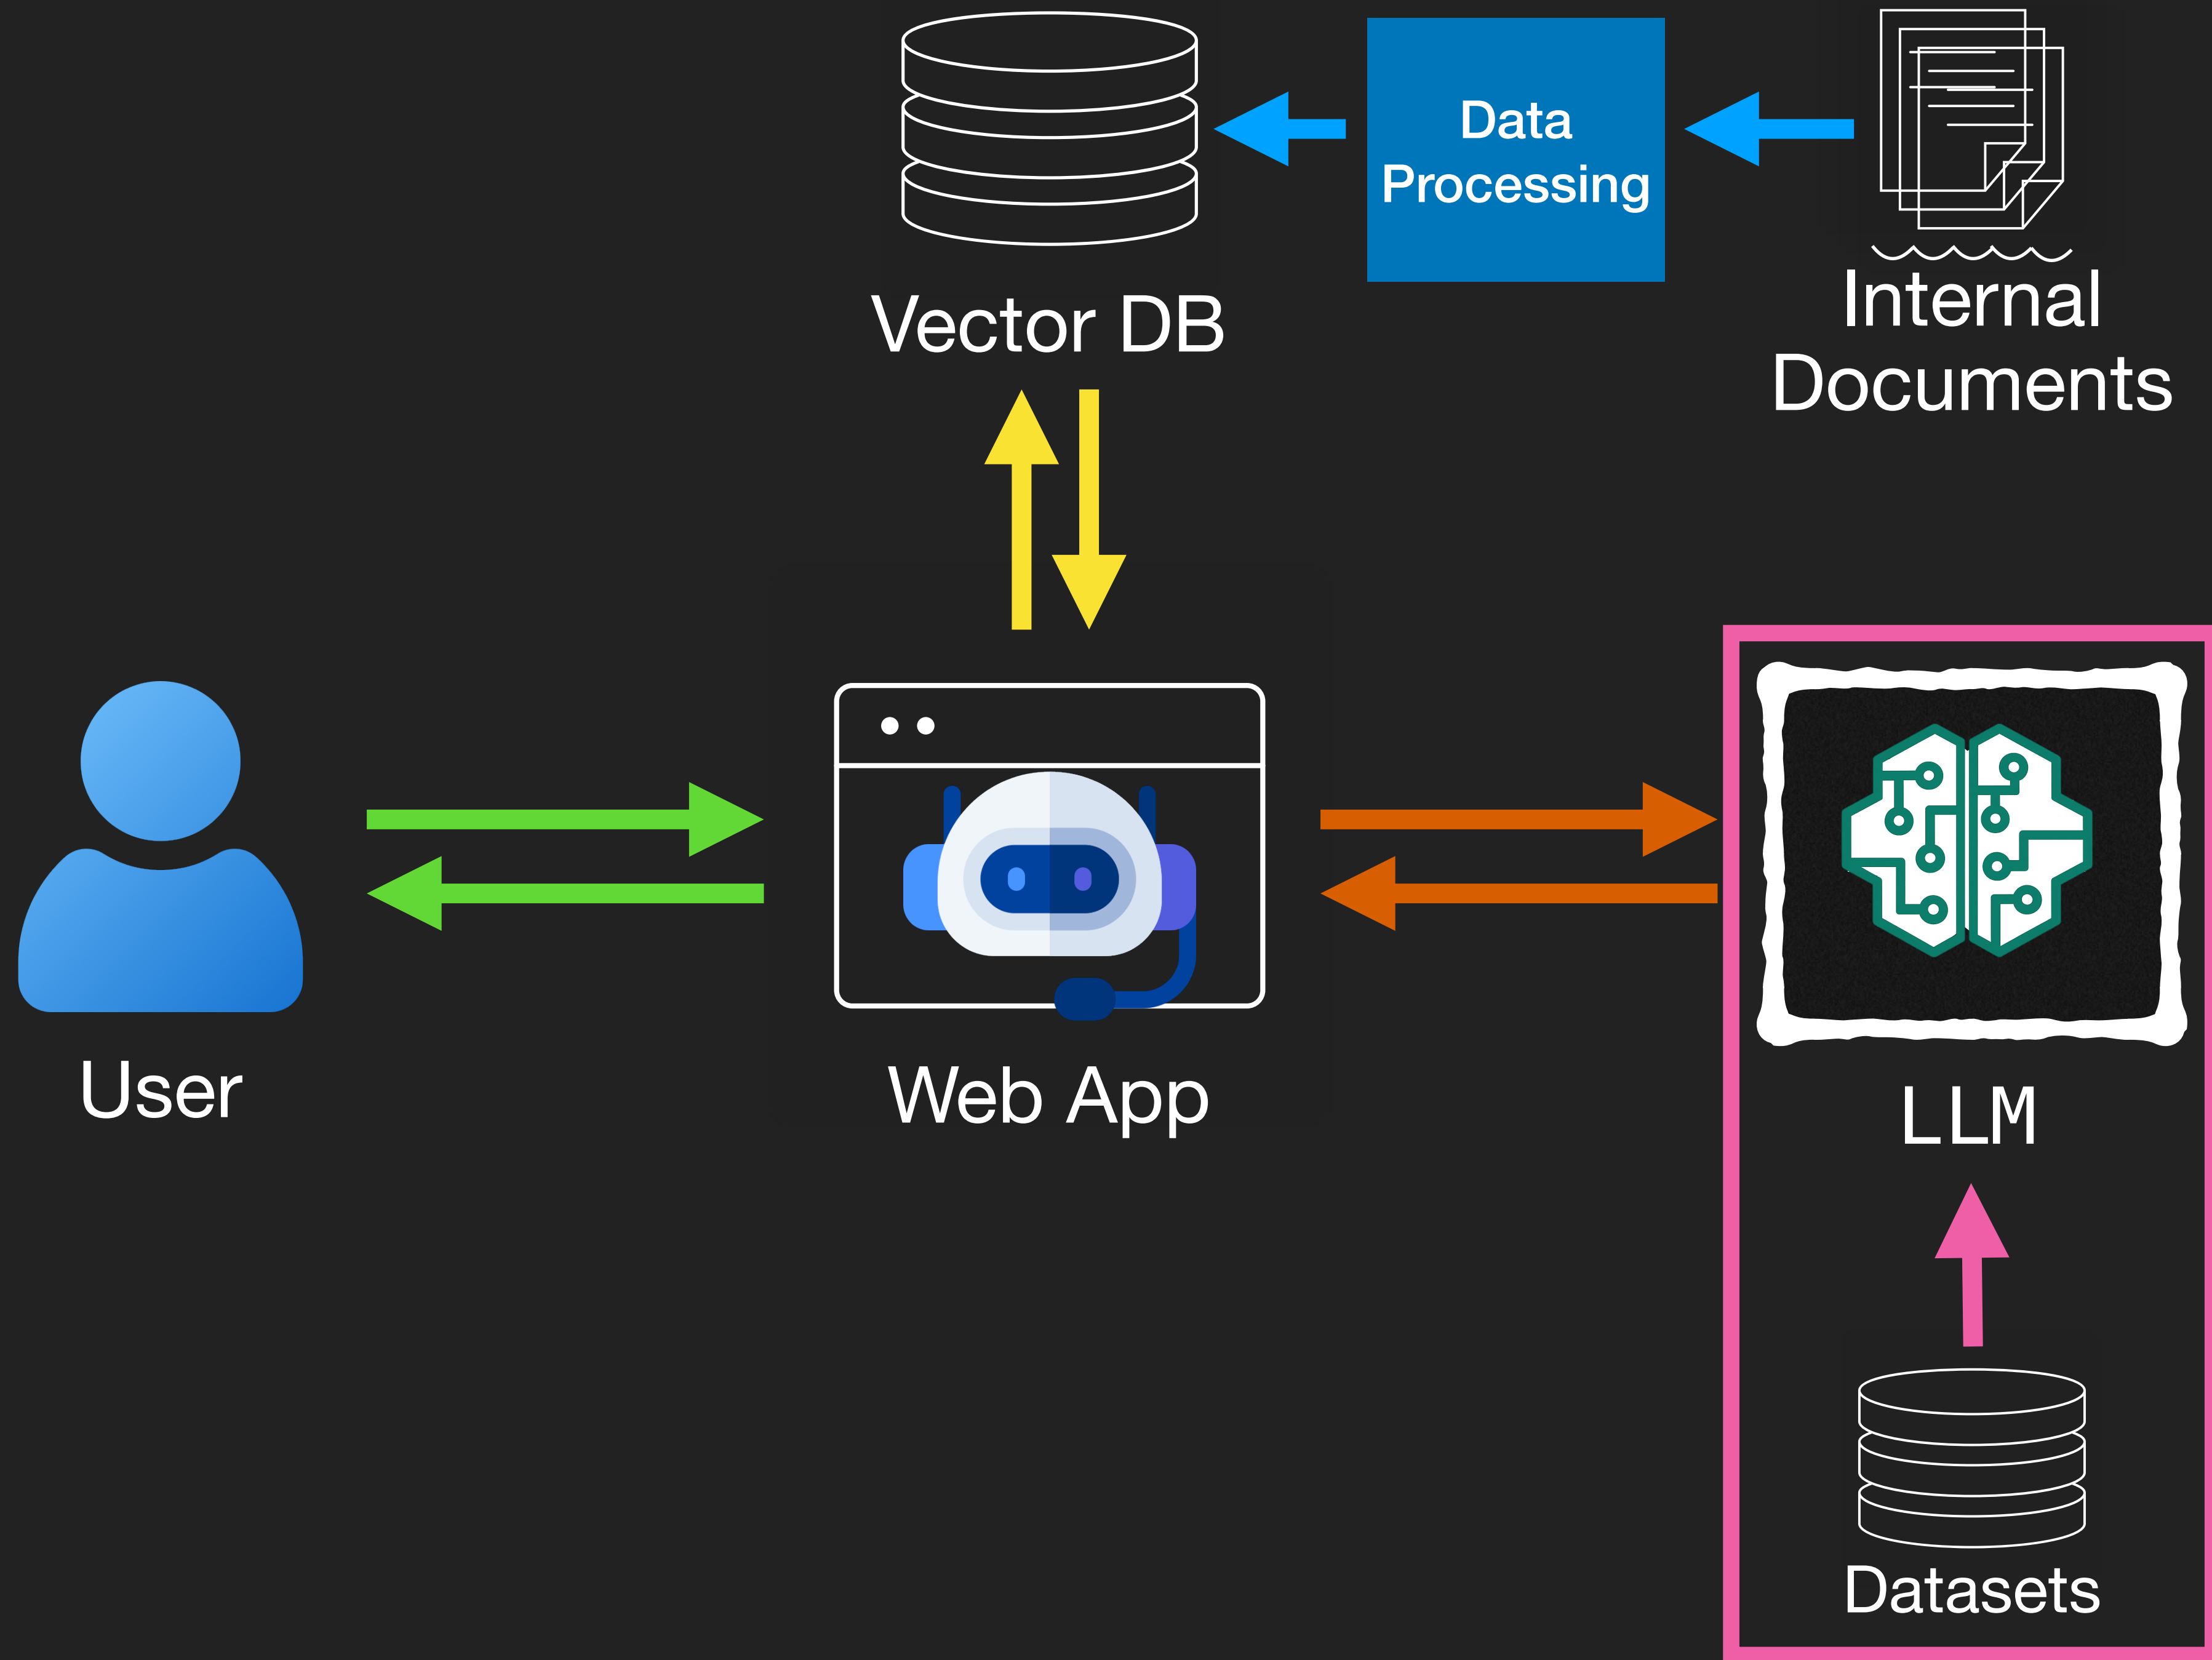 Data
Processing
Vector DB
Internal
Documents
User
Web App
LLM
Datasets